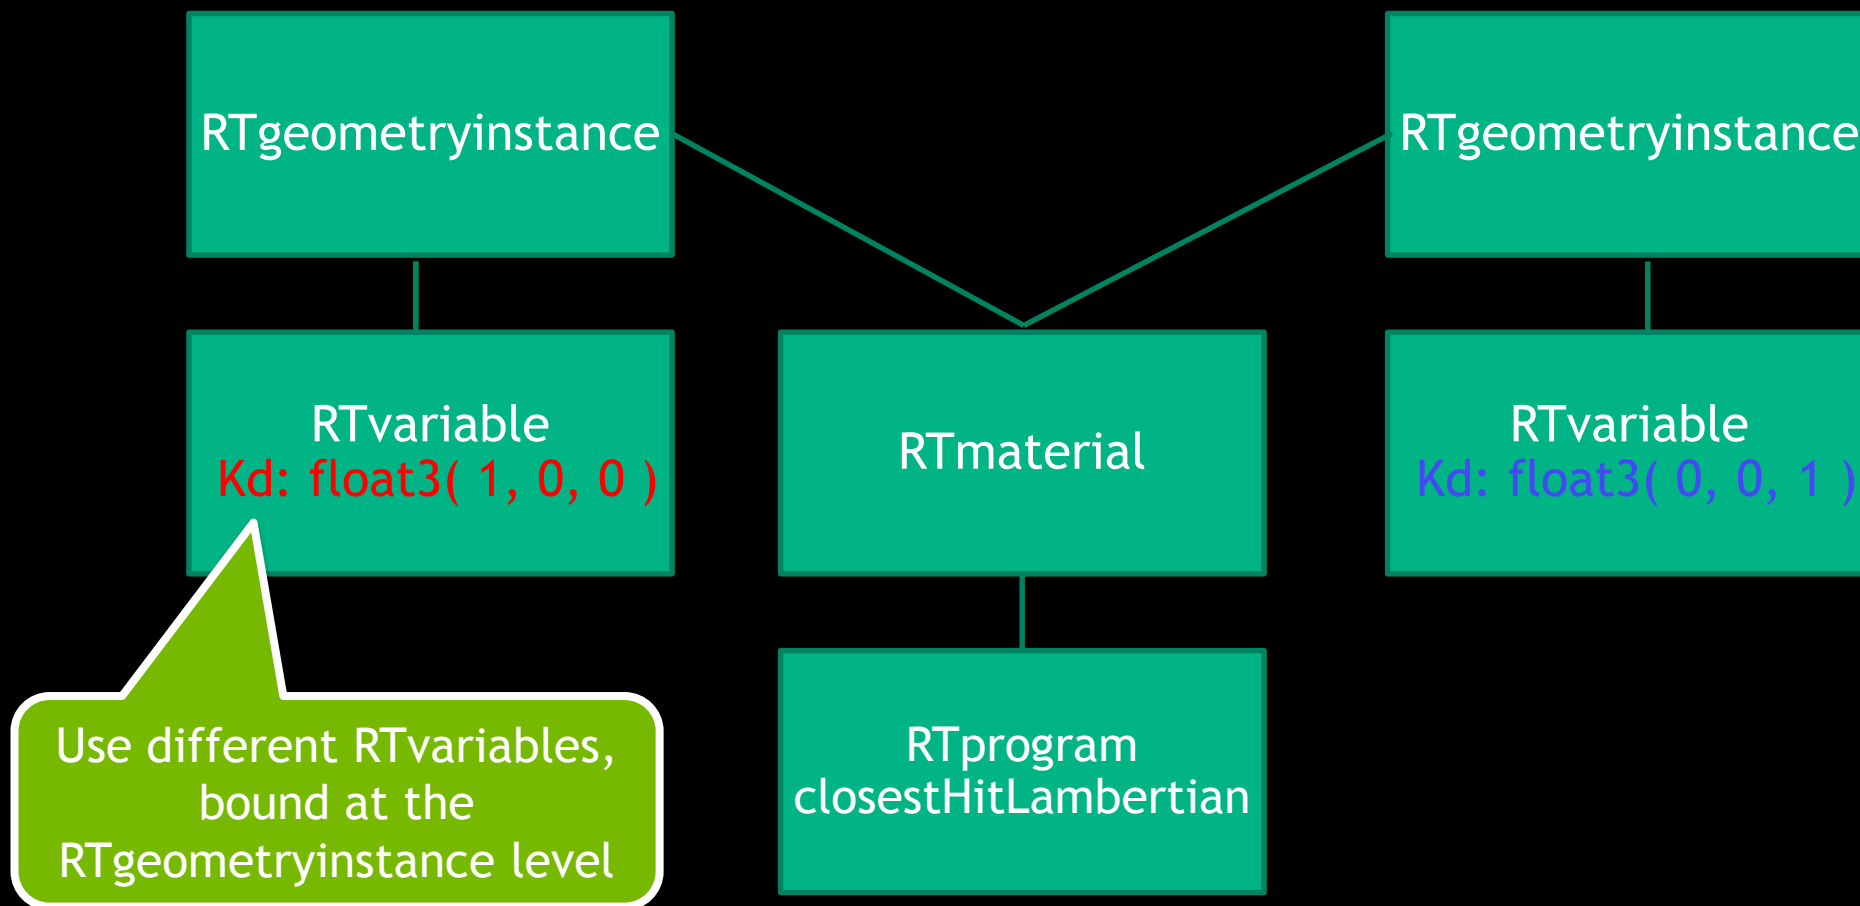 RTgeometryinstance
RTgeometryinstance
RTvariable
Kd: float3( 1, 0, 0 )
RTmaterial
RTvariable
Kd: float3( 0, 0, 1 )
Use different RTvariables,
bound at the
RTgeometryinstance level
RTprogram
closestHitLambertian